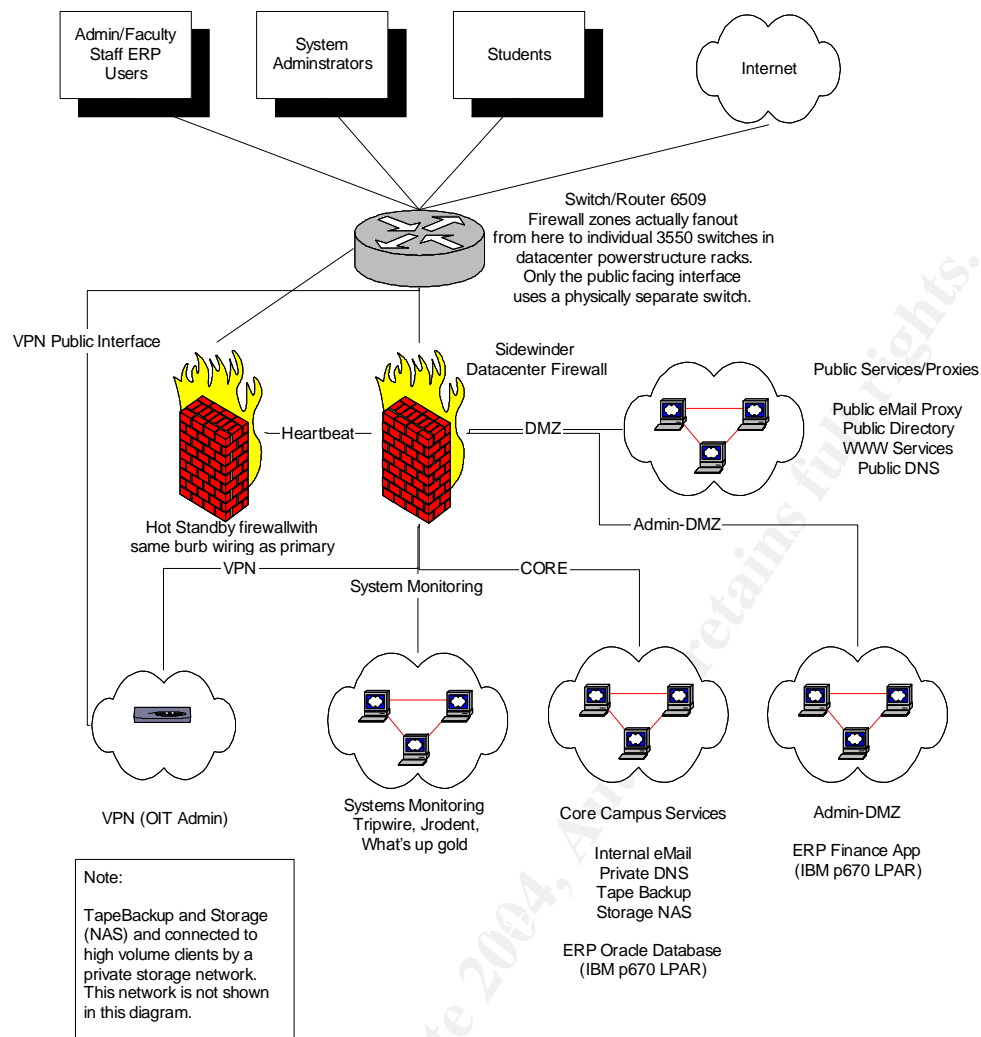 Admin/Faculty
Staff ERP
Users
System
Adminstrators
Students
Internet
Switch/Router 6509
Firewall zones actually fanout
from here to individual 3550 switches in
datacenter powerstructure racks.
Only the public facing interface
uses a physically separate switch.
VPN Public Interface
Sidewinder
Datacenter Firewall
Public Services/Proxies
Public eMail Proxy
Public Directory
WWW Services
Public DNS
Heartbeat
DMZ
Admin-DMZ
Hot Standby firewallwith
same burb wiring as primary
VPN
System Monitoring
CORE
VPN (OIT Admin)
Systems Monitoring
Tripwire, Jrodent,
What's up gold
Core Campus Services
Internal eMail
Private DNS
Tape Backup
Storage NAS
ERP Oracle Database
(IBM p670 LPAR)
Admin-DMZ
ERP Finance App
(IBM p670 LPAR)
Note:
TapeBackup and Storage
(NAS) and connected to
high volume clients by a
private storage network.
This network is not shown
in this diagram.
2004, retains full rights.